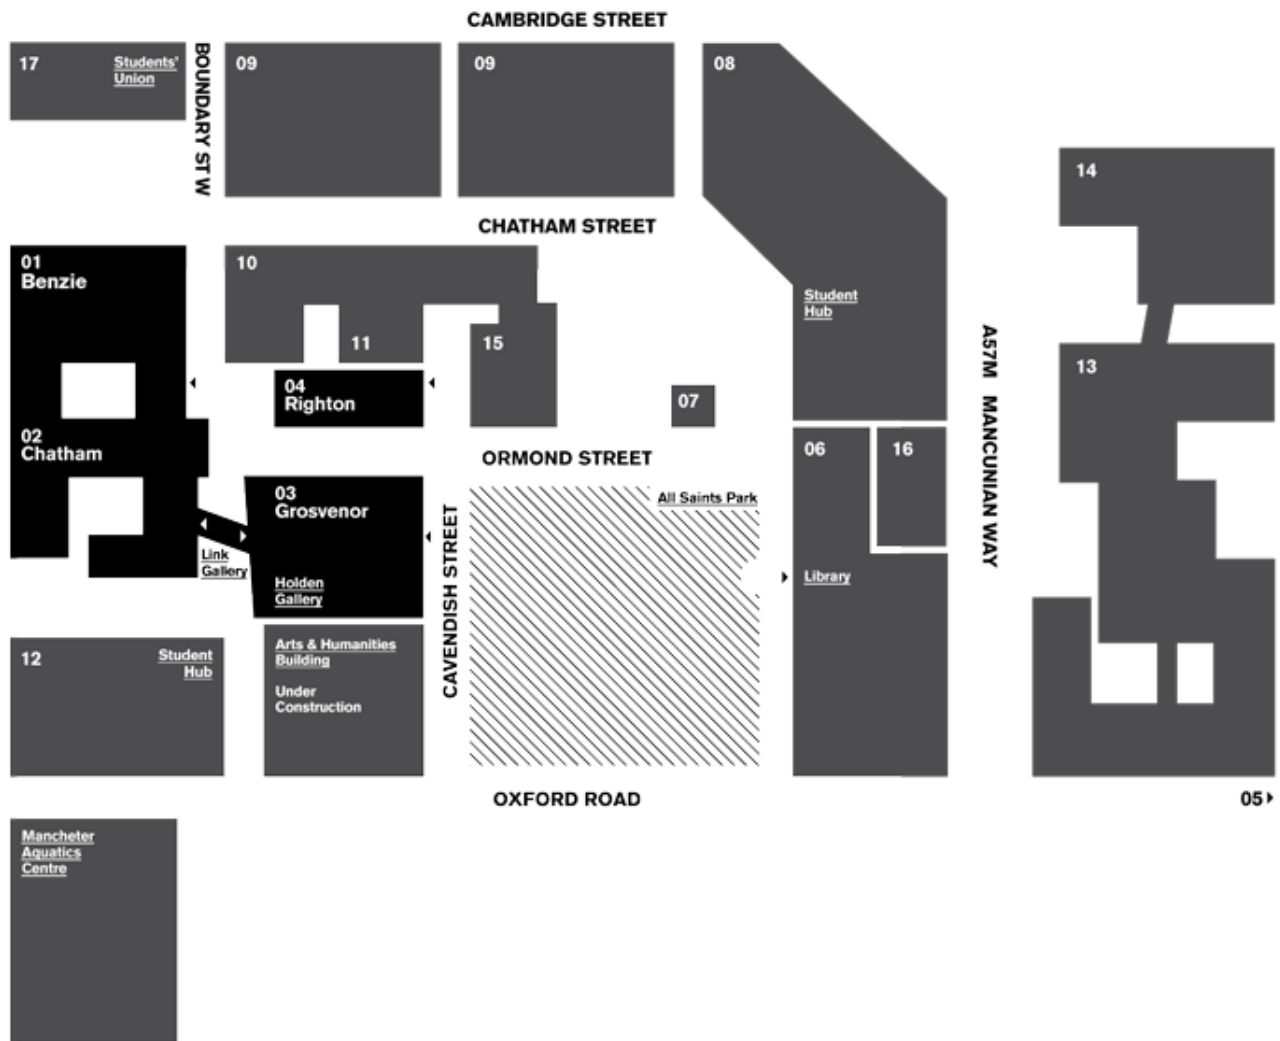 CAMBRIDGE STREET
17
Students'
Union
BOUNDARY ST W
09
09
08
14
CHATHAM STREET
01
Benzie
10
Student
Hub
11
15
A57M MANCUNIAN WAY
13
04
Righton
07
02
Chatham
ORMOND STREET
06
16
03
Grosvenor
All Saints Park
CAVENDISH STREET
Link
Gallery
Holden
Gallery
Library
12
Student
Hub
Arts & Humanities
Building
Under
Construction
OXFORD ROAD
05
Mancheter
Aquatics
Centre